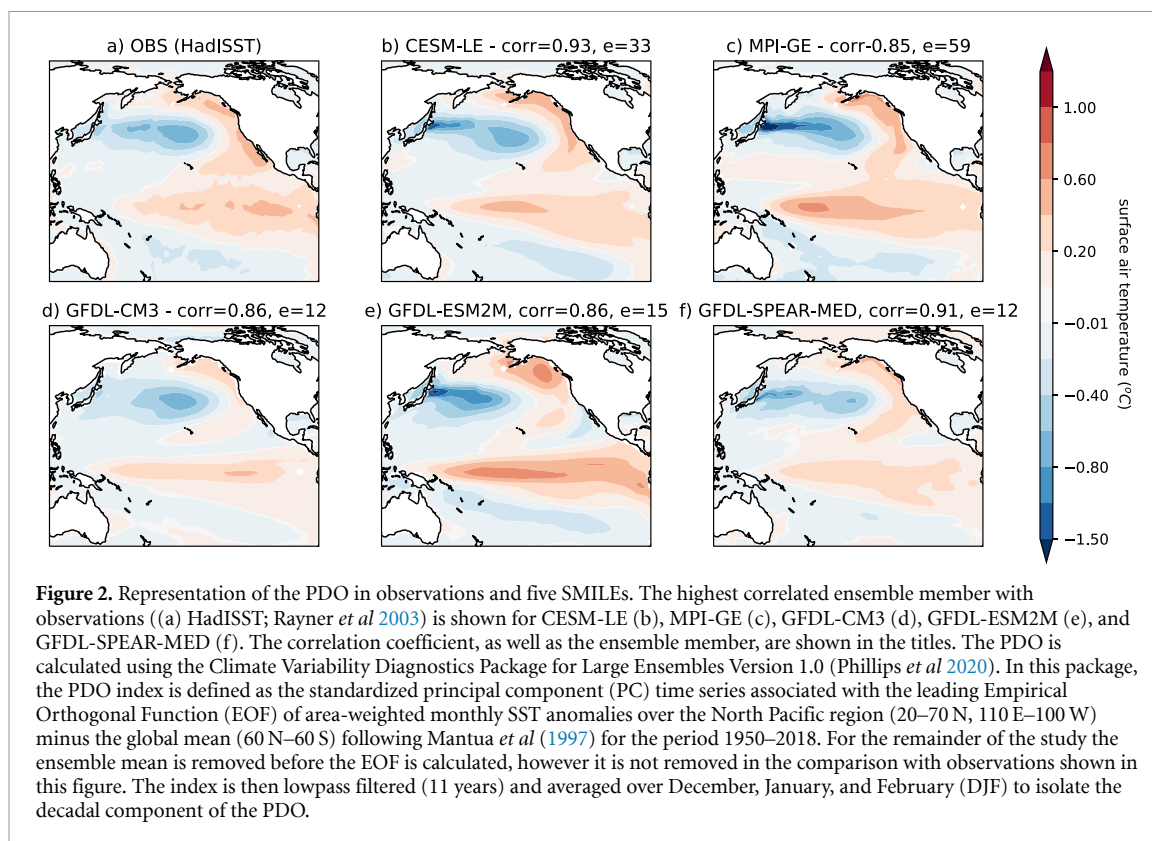 a) OBS (HadISST)
b) CESM-LE - corr=0.93, e=33
c) MPI-GE - corr-0.85, e=59
d) GFDL-CM3 - corr=0.86, e=12
e) GFDL-ESM2M, corr=0.86, e=15
f) GFDL-SPEAR-MED, corr=0.91, e=12
1.00
0.60
0.20
−0.01
−0.40
−0.80
−1.50
surface air temperature (°C)
Figure 2. Representation of the PDO in observations and five SMILEs. The highest correlated ensemble member with
observations ((a) HadISST; Rayner et al 2003) is shown for CESM-LE (b), MPI-GE (c), GFDL-CM3 (d), GFDL-ESM2M (e), and
GFDL-SPEAR-MED (f). The correlation coefficient, as well as the ensemble member, are shown in the titles. The PDO is
calculated using the Climate Variability Diagnostics Package for Large Ensembles Version 1.0 (Phillips et al 2020). In this package,
the PDO index is defined as the standardized principal component (PC) time series associated with the leading Empirical
Orthogonal Function (EOF) of area-weighted monthly SST anomalies over the North Pacific region (20–70 N, 110 E–100 W)
minus the global mean (60 N–60 S) following Mantua et al (1997) for the period 1950–2018. For the remainder of the study the
ensemble mean is removed before the EOF is calculated, however it is not removed in the comparison with observations shown in
this figure. The index is then lowpass filtered (11 years) and averaged over December, January, and February (DJF) to isolate the
decadal component of the PDO.